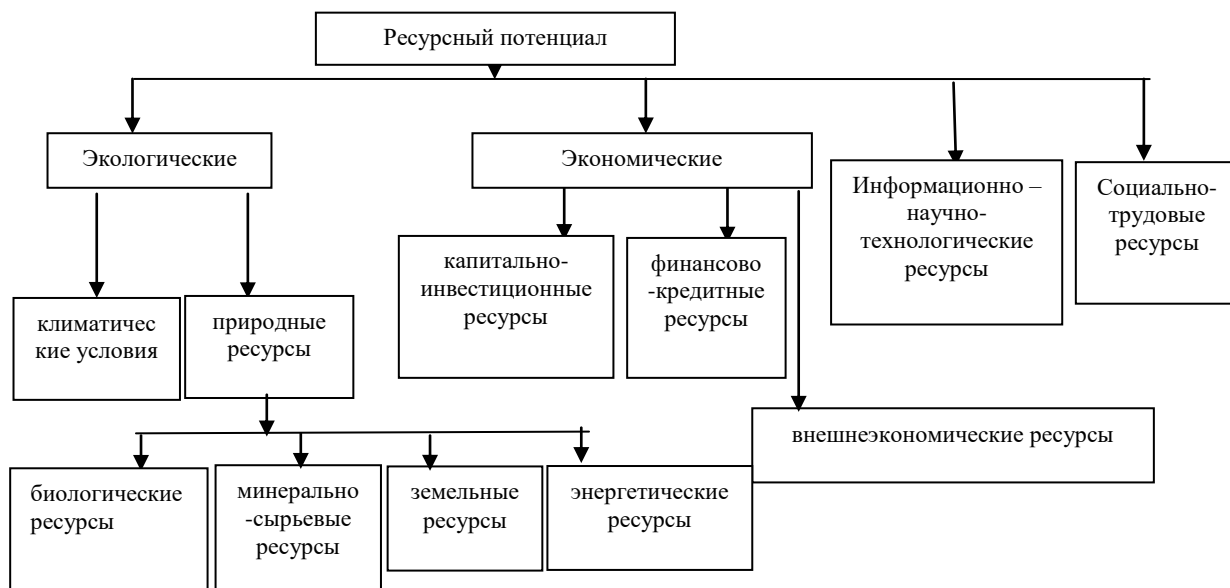 Ресурсный потенциал
Экологические
Экономические
Информационно –
научно-
технологические
ресурсы
Социально-
трудовые
ресурсы
капитально-
инвестиционные
ресурсы
финансово
-кредитные
ресурсы
климатичес
кие условия
природные
ресурсы
внешнеэкономические ресурсы
биологические
ресурсы
минерально
-сырьевые
ресурсы
земельные
ресурсы
энергетические
ресурсы